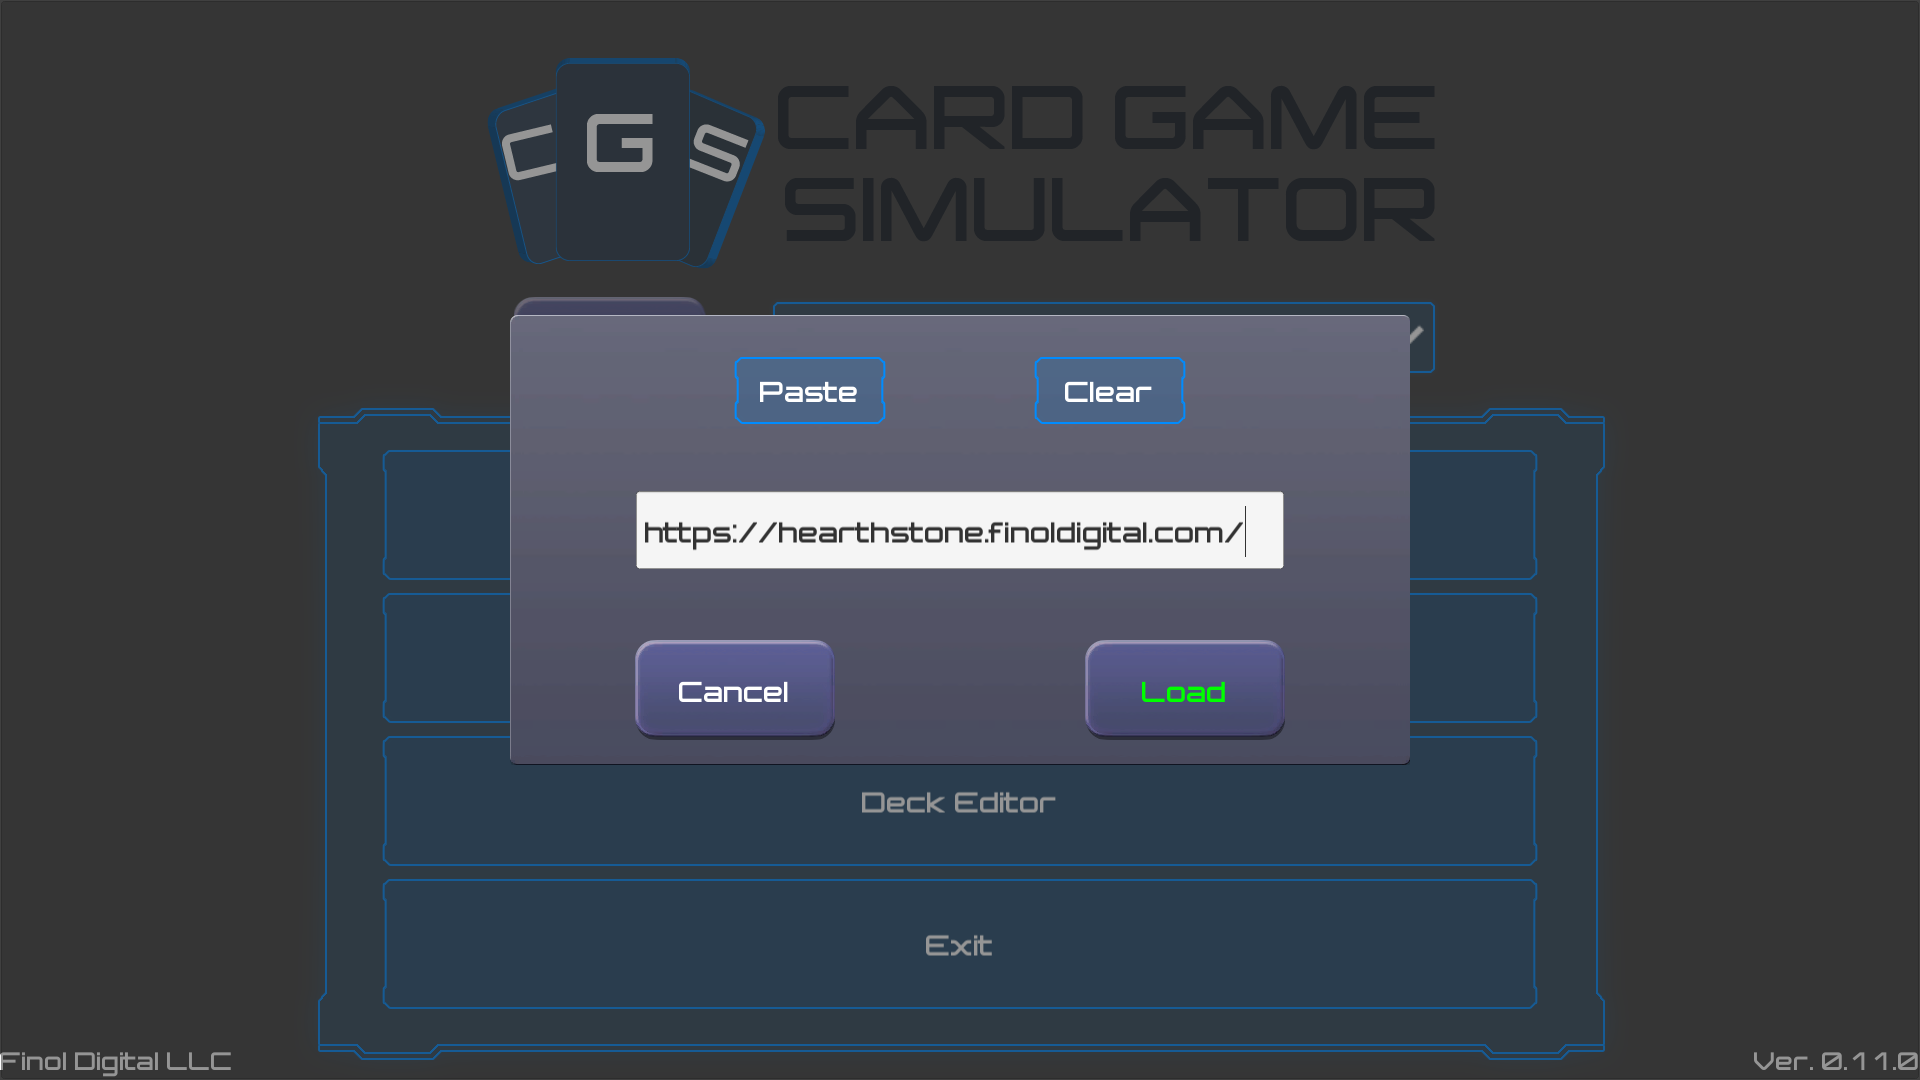 C G S
CARD GAME
SIMULATOR
Paste
Clear
https://hearthstone.finoldigital.com/
Cancel
Load
Deck Editor
Exit
Finol Digital LLC
Ver. 0.11.0